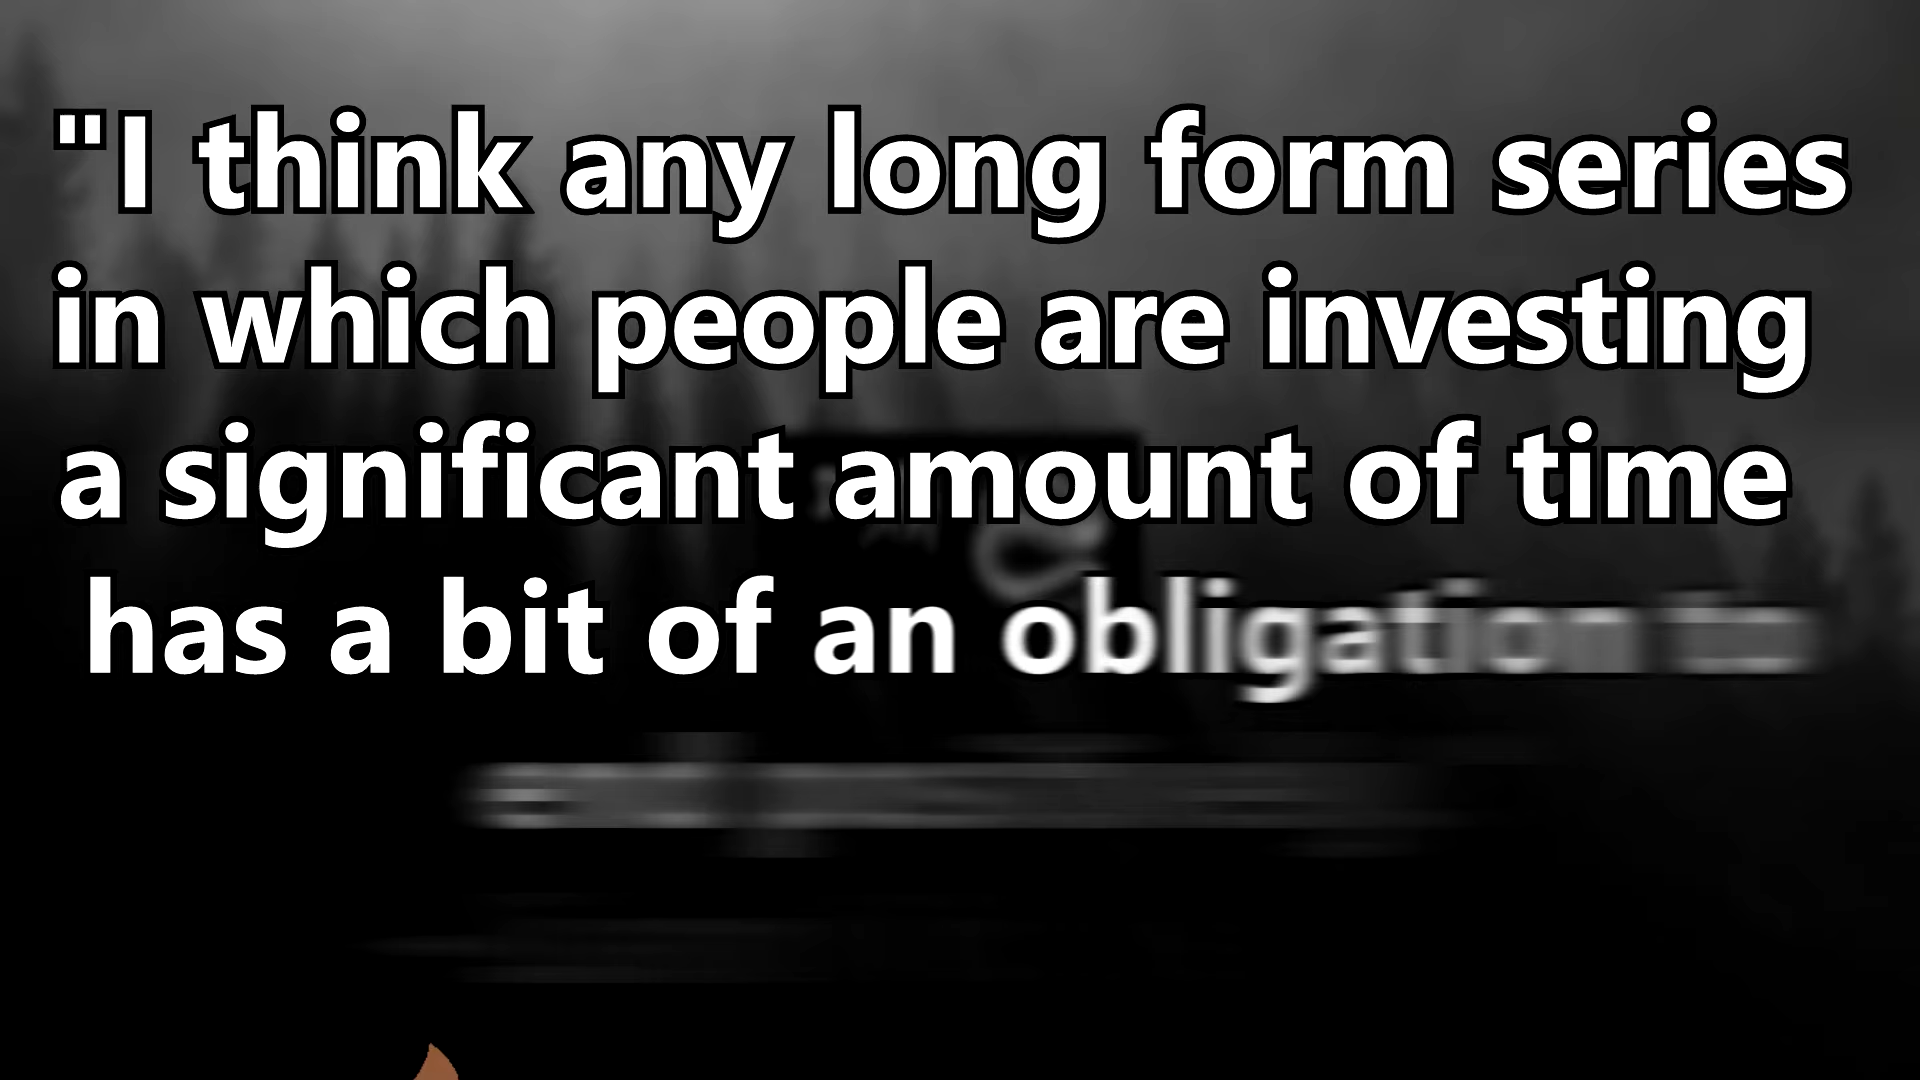 "I think any long form series
in which people are investing
a significant amount of time
has a bit of an obligation to